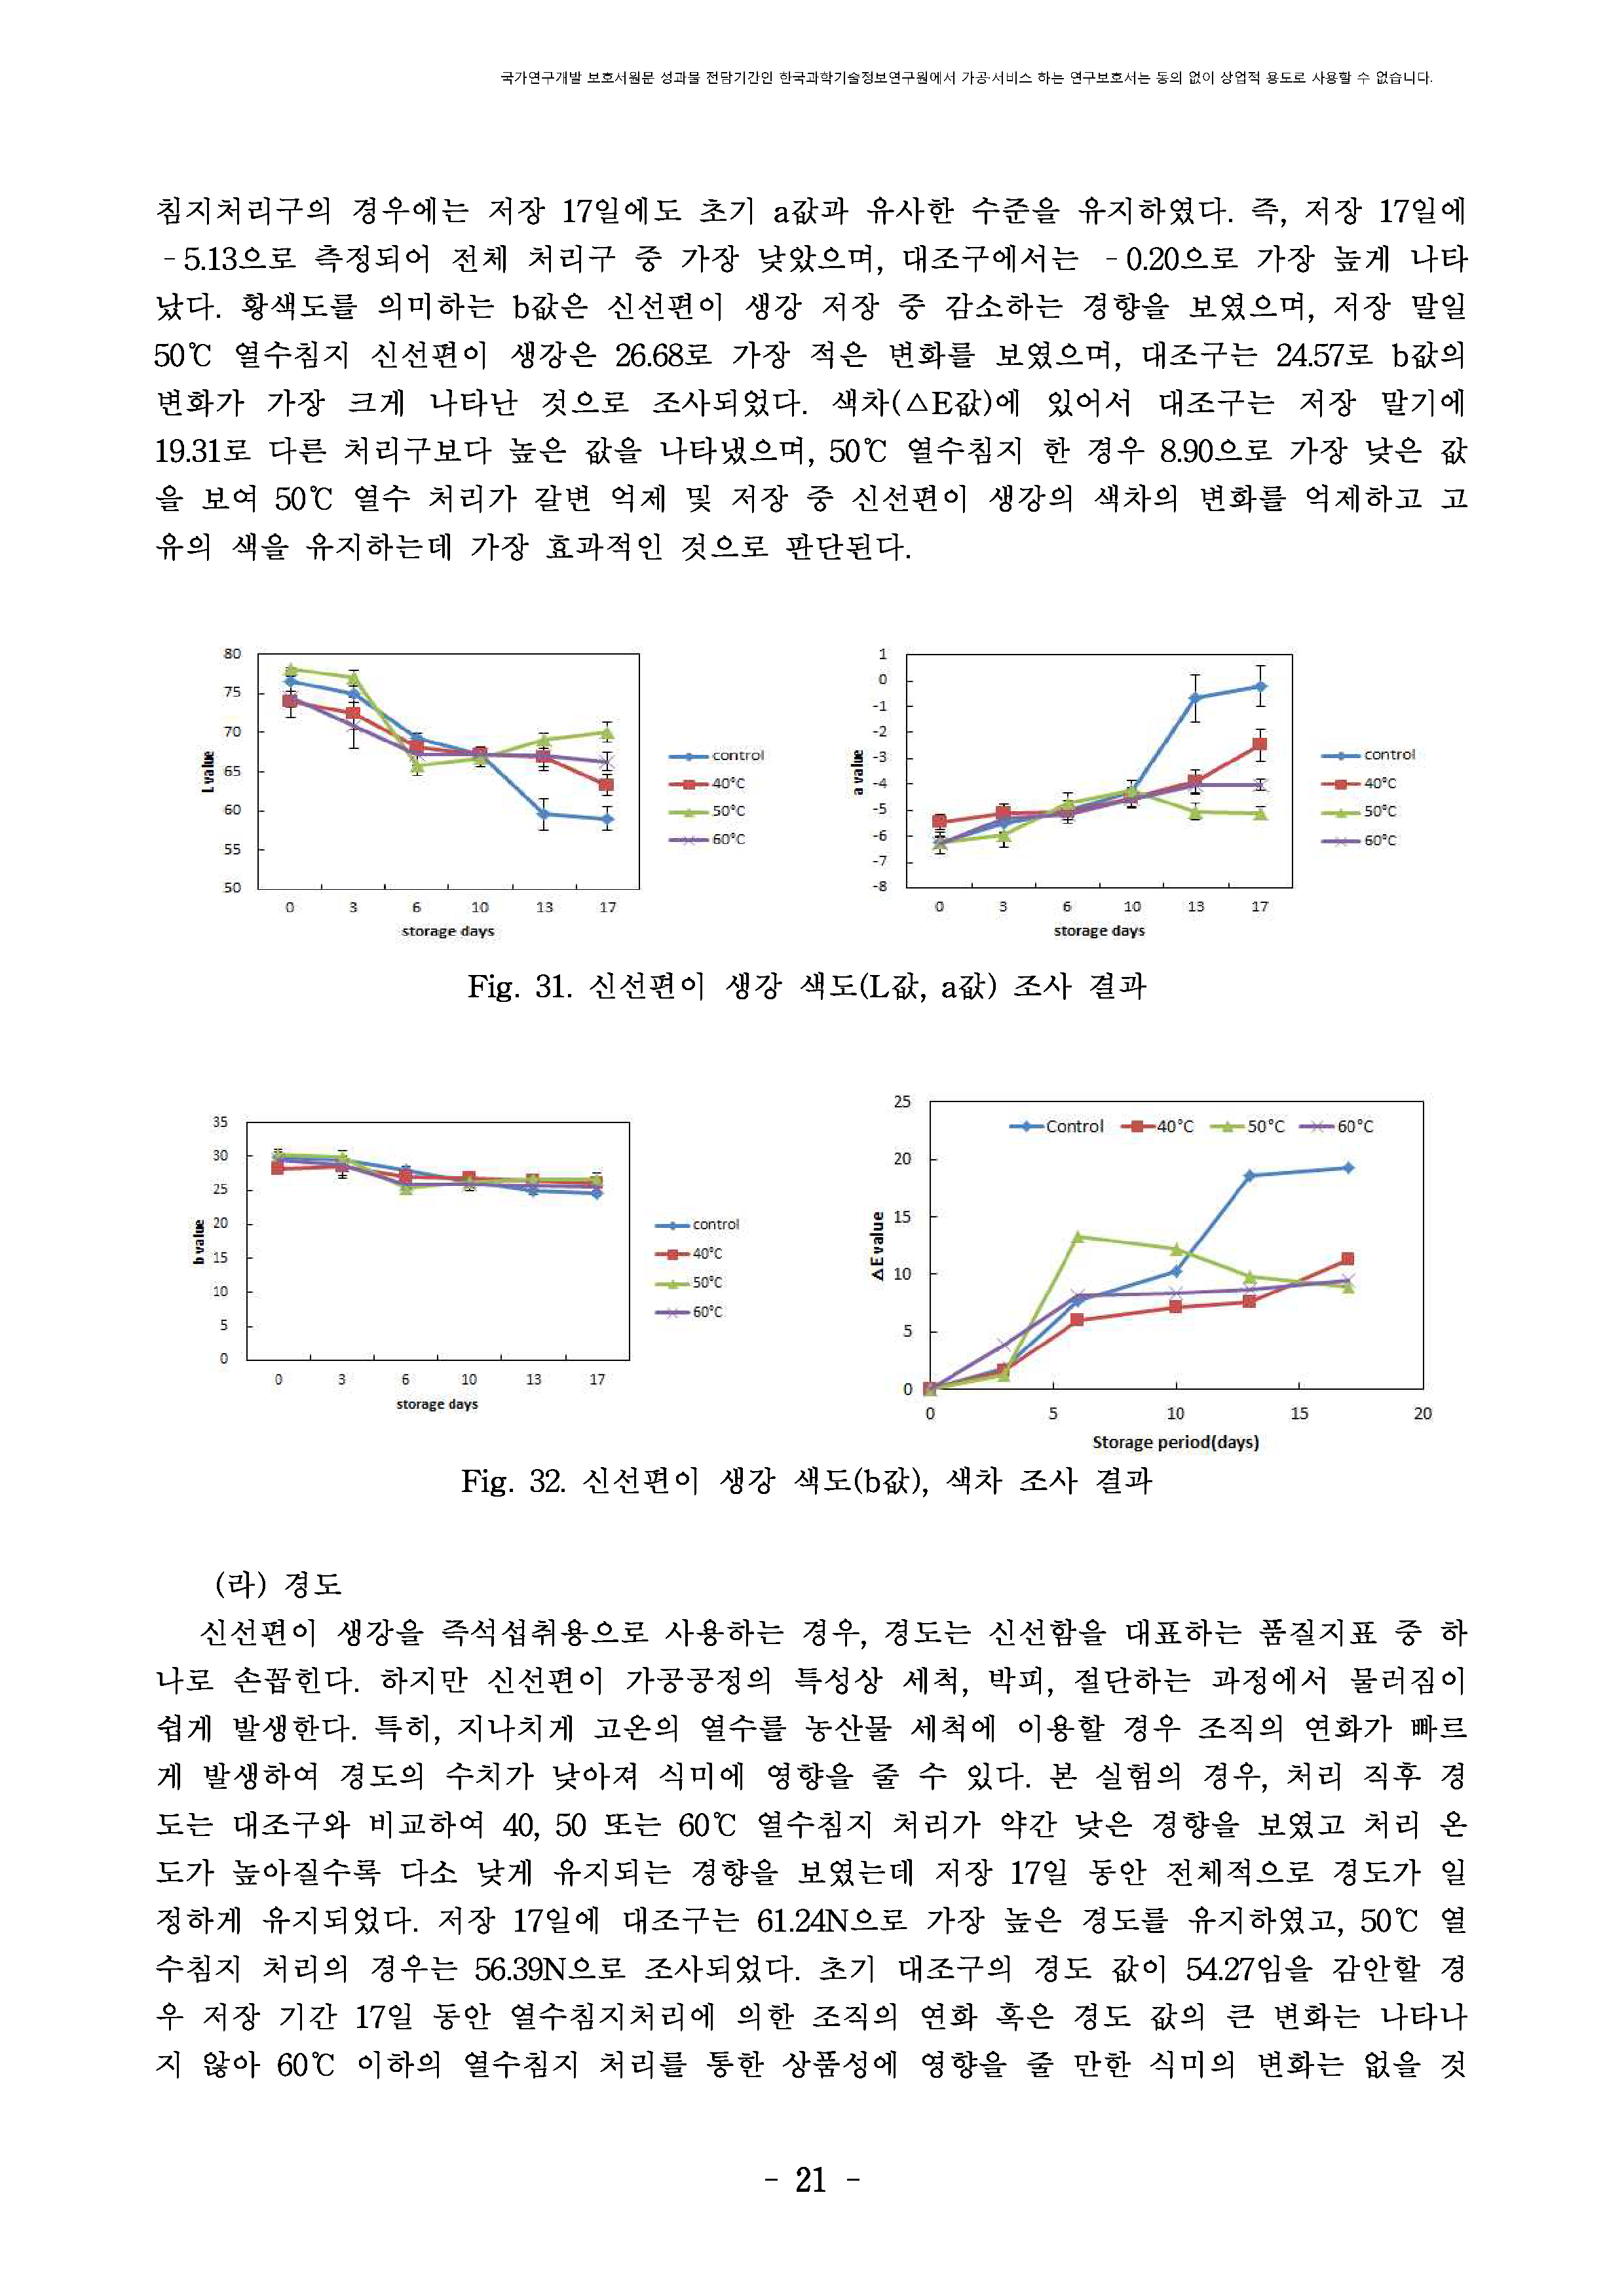 국가연구개발 보호서원문 성과물 전담기간인 한국과학기술정보연구원에서 가공·서비스 하는 연구보호서는 동의 없이 상업적 용도로 사용할 수 없습니다.
침지처리구의 경우에는 저장 17일에도 초기 a값과 유사한 수준을 유지하였다. 즉, 저장 17일에
-5.13으로 측정되어 전체 처리구 중 가장 낮았으며, 대조구에서는 -0.20으로 가장 높게 나타
났다. 황색도를 의미하는 b값은 신선편이 생강 저장 중 감소하는 경향을 보였으며, 저장 말일
50℃ 열수침지 신선편이 생강은 26.68로 가장 적은 변화를 보였으며, 대조구는 24.57로 b값의
변화가 가장 크게 나타난 것으로 조사되었다. 색차(△E값)에 있어서 대조구는 저장 말기에
19.31로 다른 처리구보다 높은 값을 나타냈으며, 50℃ 열수침지 한 경우 8.90으로 가장 낮은 값
을 보여 50℃ 열수 처리가 갈변 억제 및 저장 중 신선편이 생강의 색차의 변화를 억제하고 고
유의 색을 유지하는데 가장 효과적인 것으로 판단된다.
80
75
70
65
60
55
50
L value
0 3 6 10 13 17
storage days
control
40°C
50°C
60°C
1
0
-1
-2
-3
-4
-5
-6
-7
-8
a value
0 3 6 10 13 17
storage days
control
40°C
50°C
60°C
Fig. 31. 신선편이 생강 색도(L값, a값) 조사 결과
35
30
25
20
15
10
5
0
b value
0 3 6 10 13 17
storage days
control
40°C
50°C
60°C
25
20
15
10
5
0
△E value
Control 40°C 50°C 60°C
0 5 10 15 20
Storage period(days)
Fig. 32. 신선편이 생강 색도(b값), 색차 조사 결과
(라) 경도
신선편이 생강을 즉석섭취용으로 사용하는 경우, 경도는 신선함을 대표하는 품질지표 중 하
나로 손꼽힌다. 하지만 신선편이 가공공정의 특성상 세척, 박피, 절단하는 과정에서 물러짐이
쉽게 발생한다. 특히, 지나치게 고온의 열수를 농산물 세척에 이용할 경우 조직의 연화가 빠르
게 발생하여 경도의 수치가 낮아져 식미에 영향을 줄 수 있다. 본 실험의 경우, 처리 직후 경
도는 대조구와 비교하여 40, 50 또는 60℃ 열수침지 처리가 약간 낮은 경향을 보였고 처리 온
도가 높아질수록 다소 낮게 유지되는 경향을 보였는데 저장 17일 동안 전체적으로 경도가 일
정하게 유지되었다. 저장 17일에 대조구는 61.24N으로 가장 높은 경도를 유지하였고, 50℃ 열
수침지 처리의 경우는 56.39N으로 조사되었다. 초기 대조구의 경도 값이 54.27임을 감안할 경
우 저장 기간 17일 동안 열수침지처리에 의한 조직의 연화 혹은 경도 값의 큰 변화는 나타나
지 않아 60℃ 이하의 열수침지 처리를 통한 상품성에 영향을 줄 만한 식미의 변화는 없을 것
- 21 -